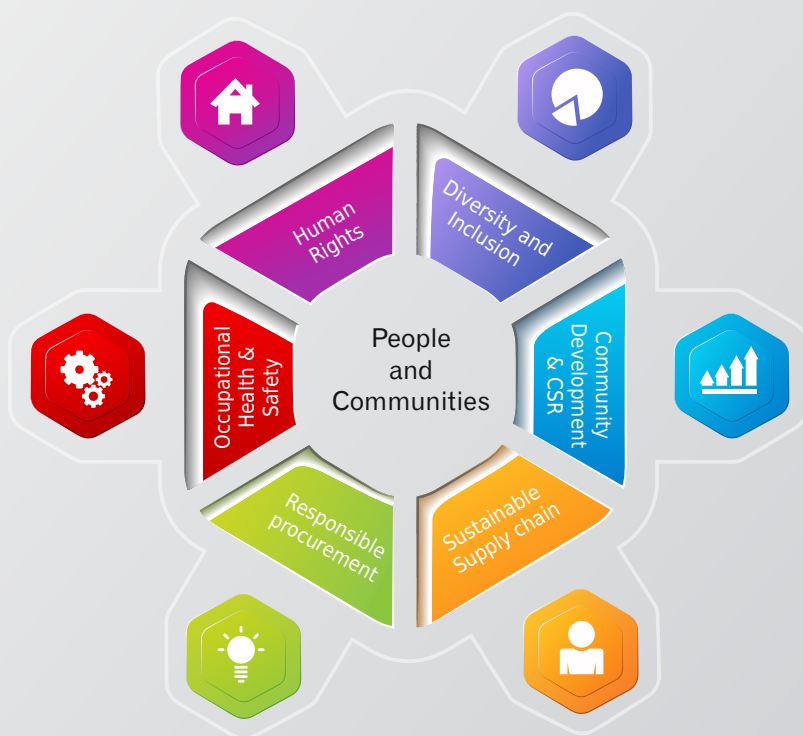 Human
Rights
Diversity and
Inclusion
Community
Development
& CSR
Sustainable
Supply chain
Responsible
procurement
Occupational
Health &
Safety
People
and
Communities